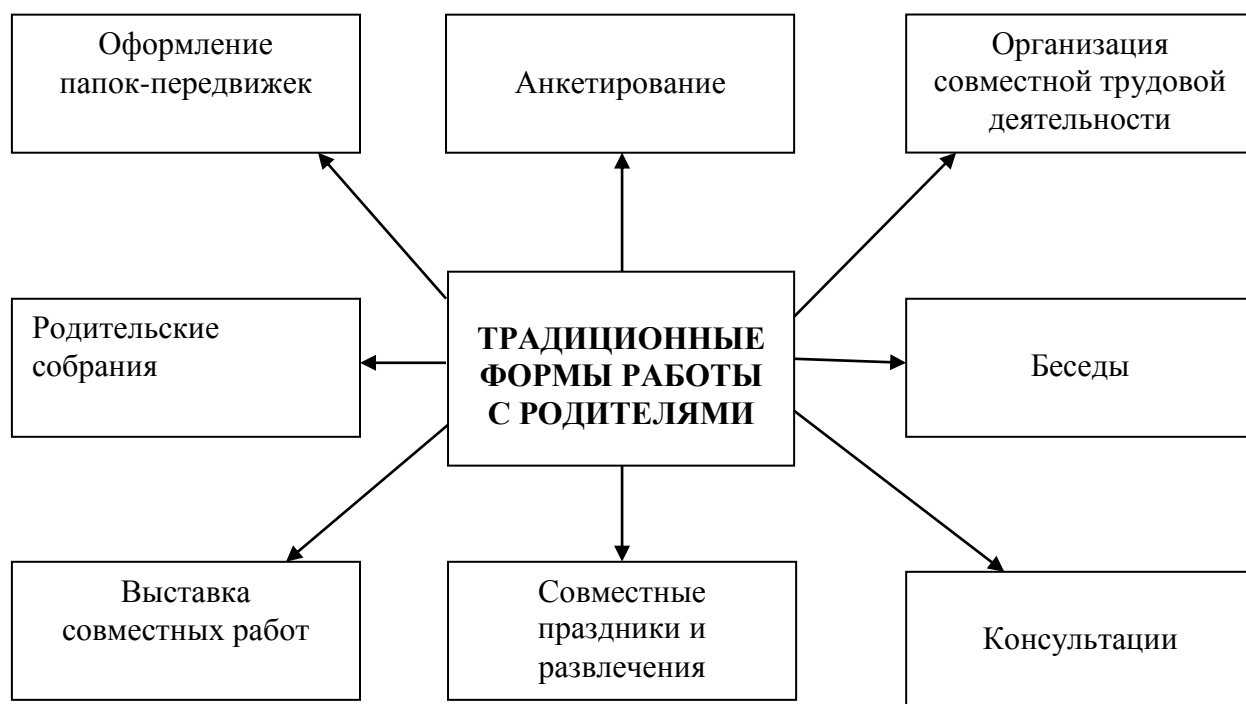 Оформление
папок-передвижек
Анкетирование
Организация
совместной трудовой
деятельности
Родительские
собрания
ТРАДИЦИОННЫЕ
ФОРМЫ РАБОТЫ
С РОДИТЕЛЯМИ
Беседы
Выставка
совместных работ
Совместные
праздники и
развлечения
Консультации